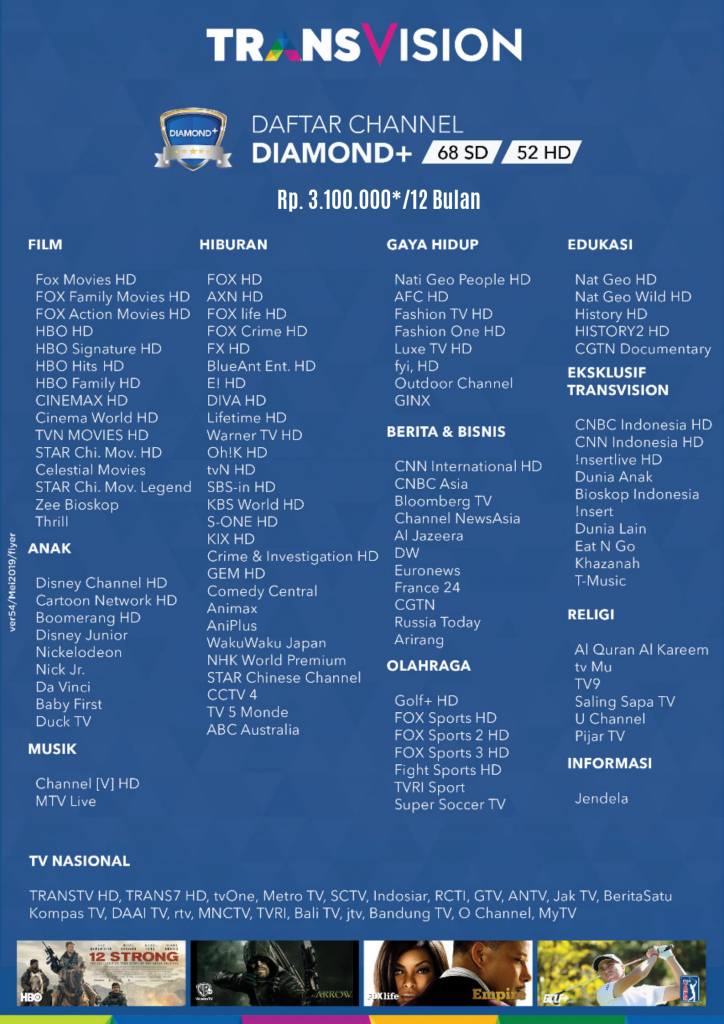 TRANSVISION
DIAMOND+
DAFTAR CHANNEL
DIAMOND+ 68 SD 52 HD
Rp. 3.100.000*/12 Bulan
FILM
Fox Movies HD
FOX Family Movies HD
FOX Action Movies HD
HBO HD
HBO Signature HD
HBO Hits HD
HBO Family HD
CINEMAX HD
Cinema World HD
TVN MOVIES HD
STAR Chi. Mov. HD
Celestial Movies
STAR Chi. Mov. Legend
Zee Bioskop
Thrill
ANAK
Disney Channel HD
Cartoon Network HD
Boomerang HD
Disney Junior
Nickelodeon
Nick Jr.
Da Vinci
Baby First
Duck TV
MUSIK
Channel [V] HD
MTV Live
HIBURAN
FOX HD
AXN HD
FOX life HD
FOX Crime HD
FX HD
BlueAnt Ent. HD
E! HD
DIVA HD
Lifetime HD
Warner TV HD
Oh!K HD
tvN HD
SBS-in HD
KBS World HD
S-ONE HD
KIX HD
Crime & Investigation HD
GEM HD
Comedy Central
Animax
AniPlus
WakuWaku Japan
NHK World Premium
STAR Chinese Channel
CCTV 4
TV 5 Monde
ABC Australia
GAYA HIDUP
Nati Geo People HD
AFC HD
Fashion TV HD
Fashion One HD
Luxe TV HD
fyi, HD
Outdoor Channel
GINX
BERITA & BISNIS
CNN International HD
CNBC Asia
Bloomberg TV
Channel NewsAsia
Al Jazeera
DW
Euronews
France 24
CGTN
Russia Today
Arirang
OLAHRAGA
Golf+ HD
FOX Sports HD
FOX Sports 2 HD
FOX Sports 3 HD
Fight Sports HD
TVRI Sport
Super Soccer TV
EDUKASI
Nat Geo HD
Nat Geo Wild HD
History HD
HISTORY2 HD
CGTN Documentary
EKSKLUSIF
TRANSVISION
CNBC Indonesia HD
CNN Indonesia HD
!nsertlive HD
Dunia Anak
Bioskop Indonesia
!nsert
Dunia Lain
Eat N Go
Khazanah
T-Music
RELIGI
Al Quran Al Kareem
tv Mu
TV9
Saling Sapa TV
U Channel
Pijar TV
INFORMASI
Jendela
ver54/Mei2019/flyer
TV NASIONAL
TRANSTV HD, TRANS7 HD, tvOne, Metro TV, SCTV, Indosiar, RCTI, GTV, ANTV, Jak TV, BeritaSatu
Kompas TV, DAAI TV, rtv, MNCTV, TVRI, Bali TV, jtv, Bandung TV, O Channel, MyTV
12 STRONG
HBO
ARROW
FOXlife
Empire
GOLF+
PGA TOUR